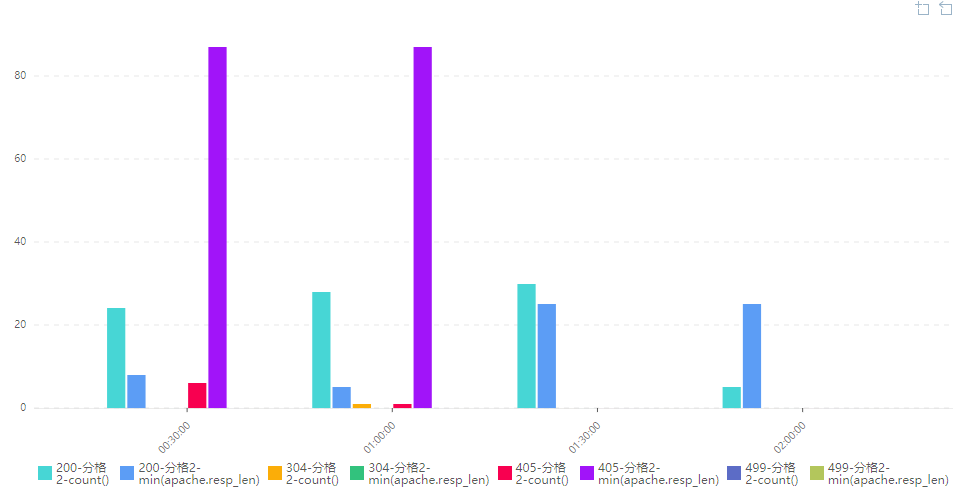 80
60
40
20
0
00:30:00
01:00:00
01:30:00
02:00:00
200-分格
2-count()
200-分格2-
min(apache.resp_len)
304-分格
2-count()
304-分格2-
min(apache.resp_len)
405-分格
2-count()
405-分格2-
min(apache.resp_len)
499-分格
2-count()
499-分格2-
min(apache.resp_len)